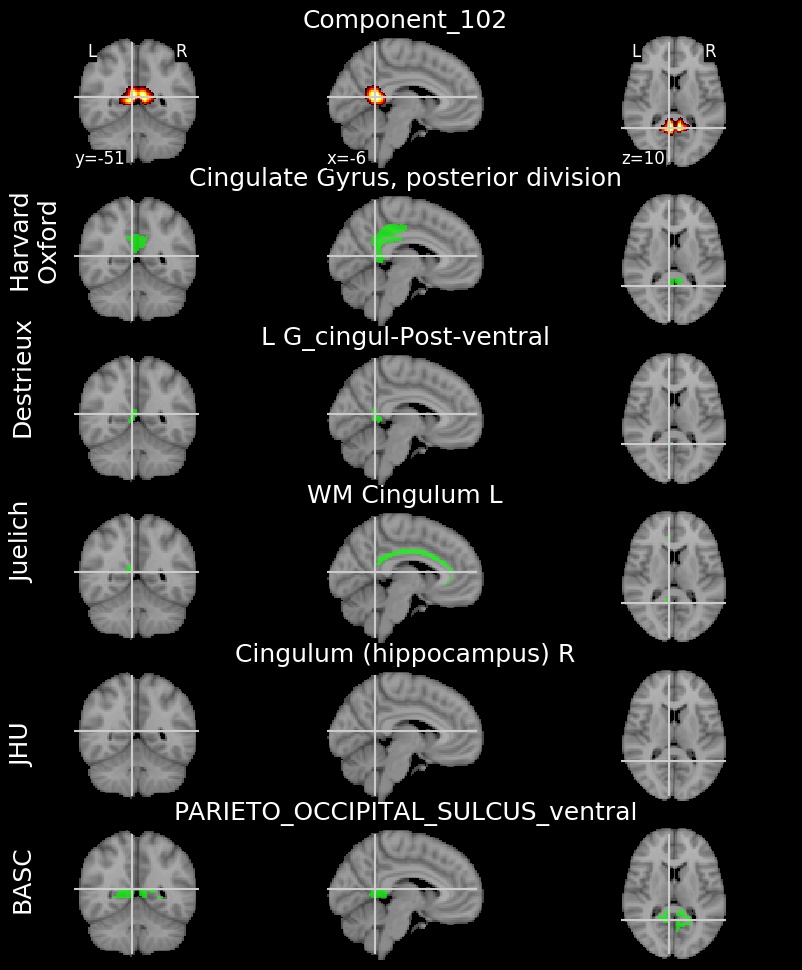 Component_102
L R L R
y=-51 x=-6 z=10
Cingulate Gyrus, posterior division
Harvard
Oxford
L G_cingul-Post-ventral
Destrieux
WM Cingulum L
Juelich
Cingulum (hippocampus) R
JHU
PARIETO_OCCIPITAL_SULCUS_ventral
BASC